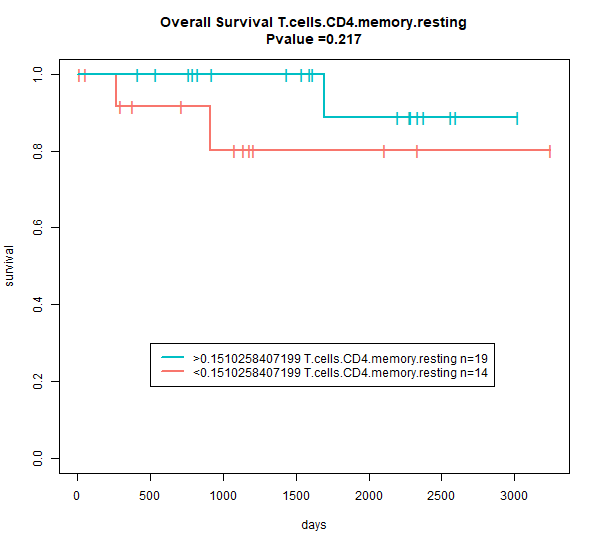 Overall Survival T.cells.CD4.memory.resting
Pvalue =0.217
1.0
0.8
0.6
0.4
0.2
0.0
survival
>0.1510258407199 T.cells.CD4.memory.resting n=19
<0.1510258407199 T.cells.CD4.memory.resting n=14
0 500 1000 1500 2000 2500 3000
days